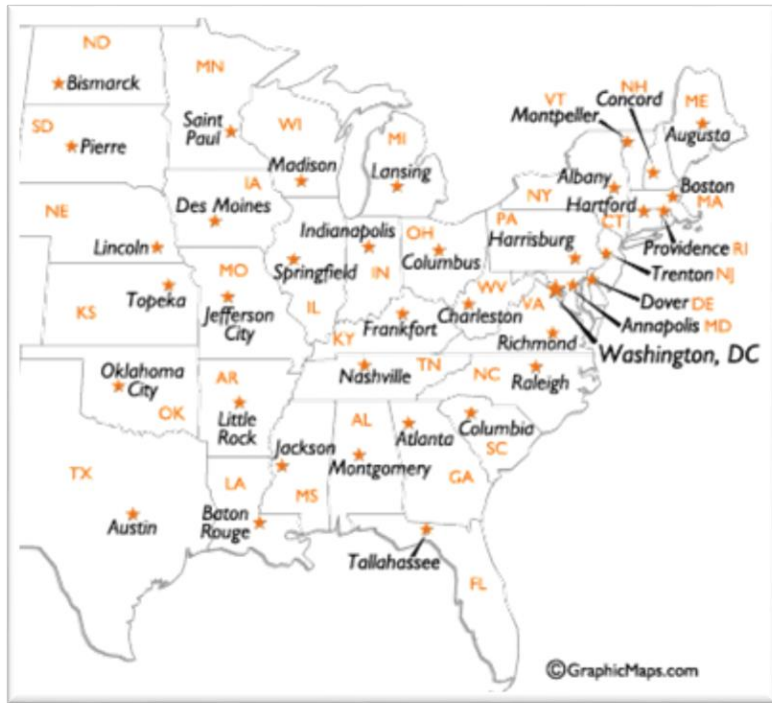 ND
Bismarck
MN
SD
Pierre
Saint
Paul
WI
Madison
MI
Lansing
VT
Montpeller
NH
Concord
ME
Augusta
NE
Lincoln
IA
Des Moines
Indianapolis
IN
OH
Columbus
NY
Albany
Boston
MA
Hartford
CT
PA
Harrisburg
Providence RI
Trenton NJ
Dover DE
Annapolis MD
Washington, DC
KS
Topeka
MO
Jefferson
City
Springfield
IL
KY
Frankfort
WV
Charleston
VA
Richmond
Oklahoma
City
OK
AR
Little
Rock
Nashville
TN
NC
Raleigh
TX
Austin
LA
Baton
Rouge
Jackson
MS
AL
Montgomery
Atlanta
GA
Columbia
SC
Tallahassee
FL
©GraphicMaps.com